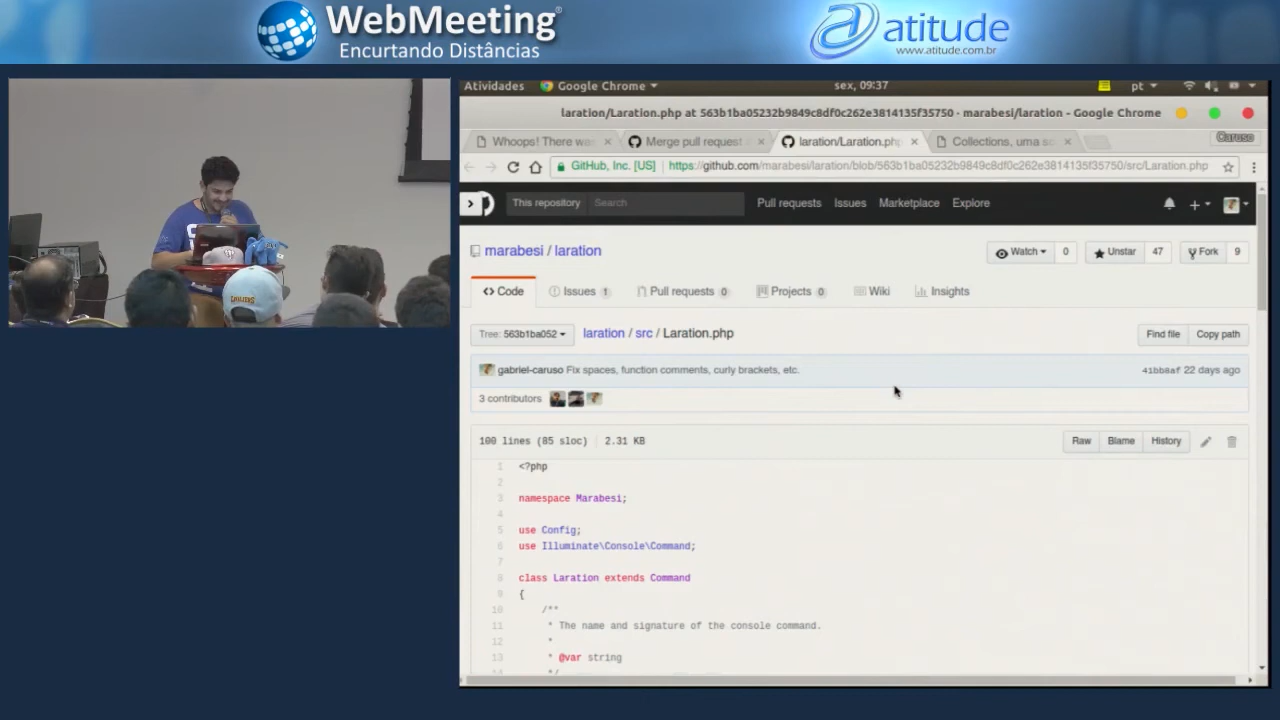 WebMeeting®
Encurtando Distâncias
atitude
www.atitude.com.br
Atividades Google Chrome sex, 09:37 pt
laration/Laration.php at 563b1ba05232b9849c8df0c262e3814135f35750 · marabesi/laration - Google Chrome
Whoops! There was Merge pull request laration/Laration.php Collections, uma so Caruso
GitHub, Inc. [US] https://github.com/marabesi/laration/blob/563b1ba05232b9849c8df0c262e3814135f35750/src/Laration.php
This repository Search Pull requests Issues Marketplace Explore
marabesi / laration Watch 0 Unstar 47 Fork 9
Code Issues 1 Pull requests 0 Projects 0 Wiki Insights
Tree: 563b1ba052 laration / src / Laration.php Find file Copy path
gabriel-caruso Fix spaces, function comments, curly brackets, etc. 41bb8af 22 days ago
3 contributors
100 lines (85 sloc) 2.31 KB Raw Blame History
1 <?php
2
3 namespace Marabesi;
4
5 use Config;
6 use Illuminate\Console\Command;
7
8 class Laration extends Command
9 {
10 /**
11 * The name and signature of the console command.
12 *
13 * @var string
14 */
CAVALIERS